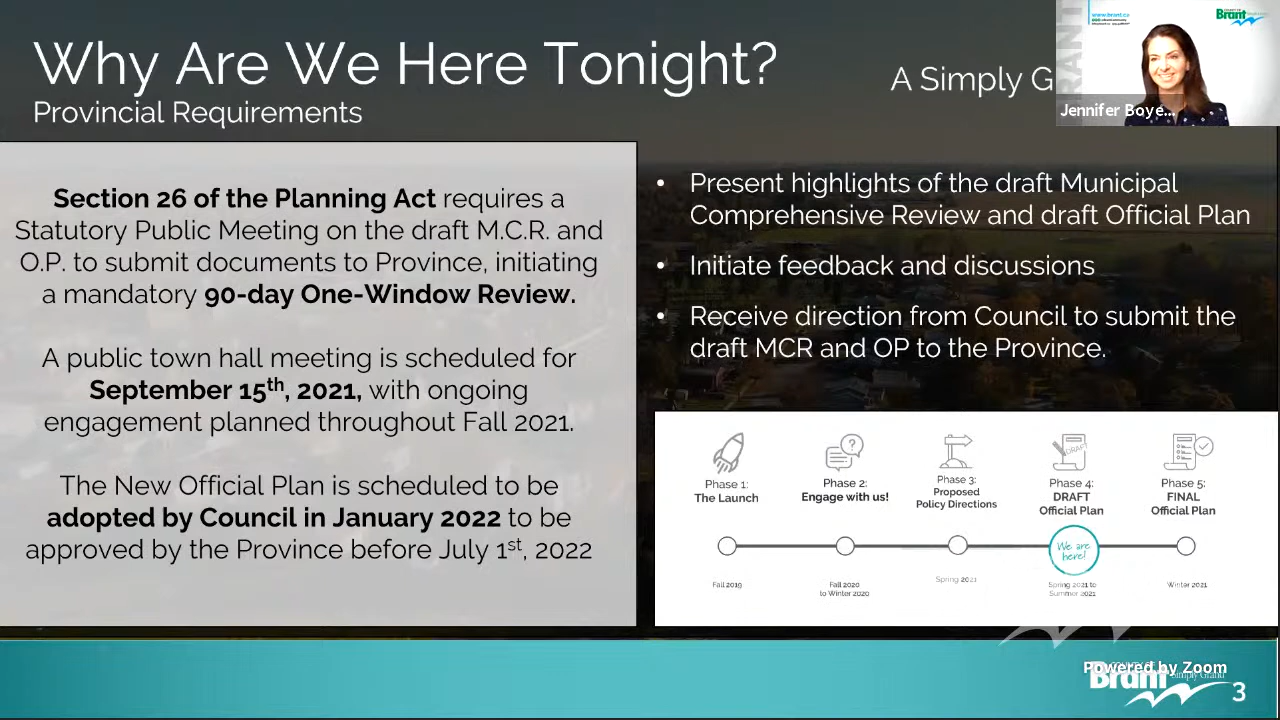 Why Are We Here Tonight?
Provincial Requirements
A Simply G
www.brant.ca
Brant
Jennifer Boye...
Section 26 of the Planning Act requires a
Statutory Public Meeting on the draft M.C.R. and
O.P. to submit documents to Province, initiating
a mandatory 90-day One-Window Review.
A public town hall meeting is scheduled for
September 15th, 2021, with ongoing
engagement planned throughout Fall 2021.
The New Official Plan is scheduled to be
adopted by Council in January 2022 to be
approved by the Province before July 1st, 2022
• Present highlights of the draft Municipal
Comprehensive Review and draft Official Plan
• Initiate feedback and discussions
• Receive direction from Council to submit the
draft MCR and OP to the Province.
DRAFT
Phase 1:
The Launch
Phase 2:
Engage with us!
Phase 3:
Proposed
Policy Directions
Phase 4:
DRAFT
Official Plan
Phase 5:
FINAL
Official Plan
We are
here!
Fall 2019
Fall 2020
to Winter 2020
Spring 2021
Spring 2021 to
Summer 2021
Winter 2021
Powered by Zoom
Brant
Simply Grand
3